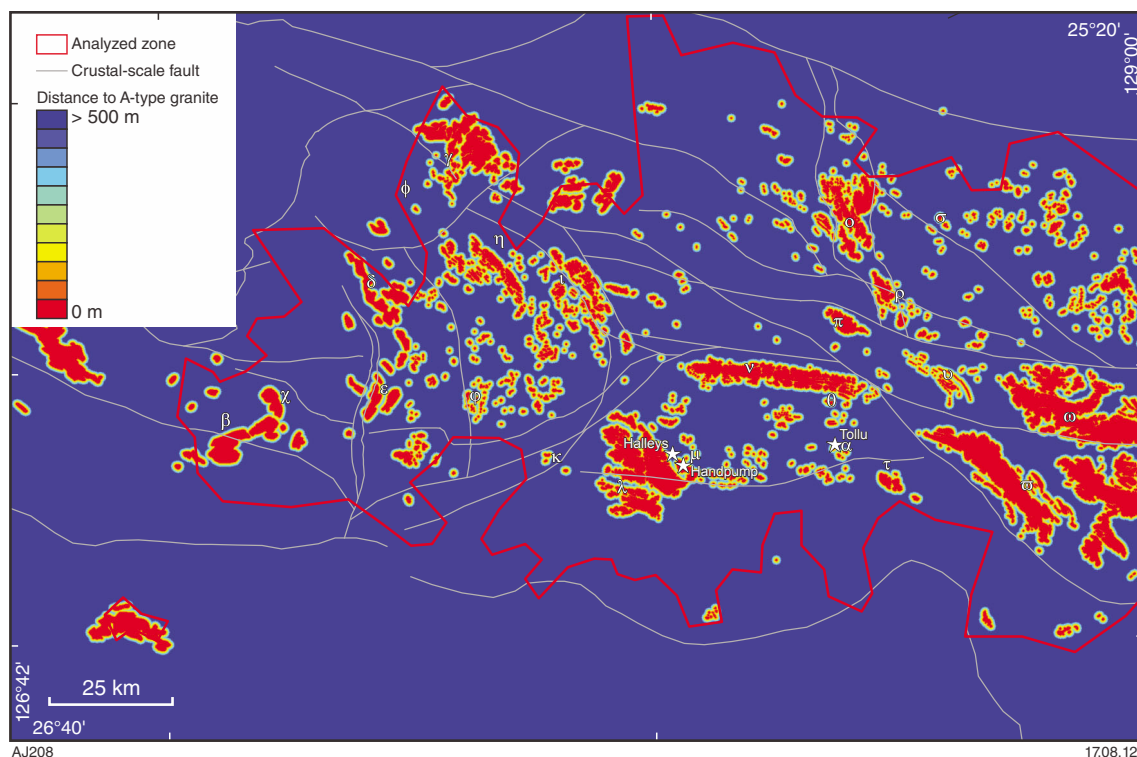 Analyzed zone
Crustal-scale fault
Distance to A-type granite
> 500 m
0 m
25°20'
129°00'
γ
ϕ
η
ι
δ
ο
σ
ρ
π
ν
υ
θ
ε
φ
χ
β
ω
Halleys
μ
Handpump
Tollu
α
κ
λ
τ
ϖ
126°42'
25 km
26°40'
AJ208
17.08.12